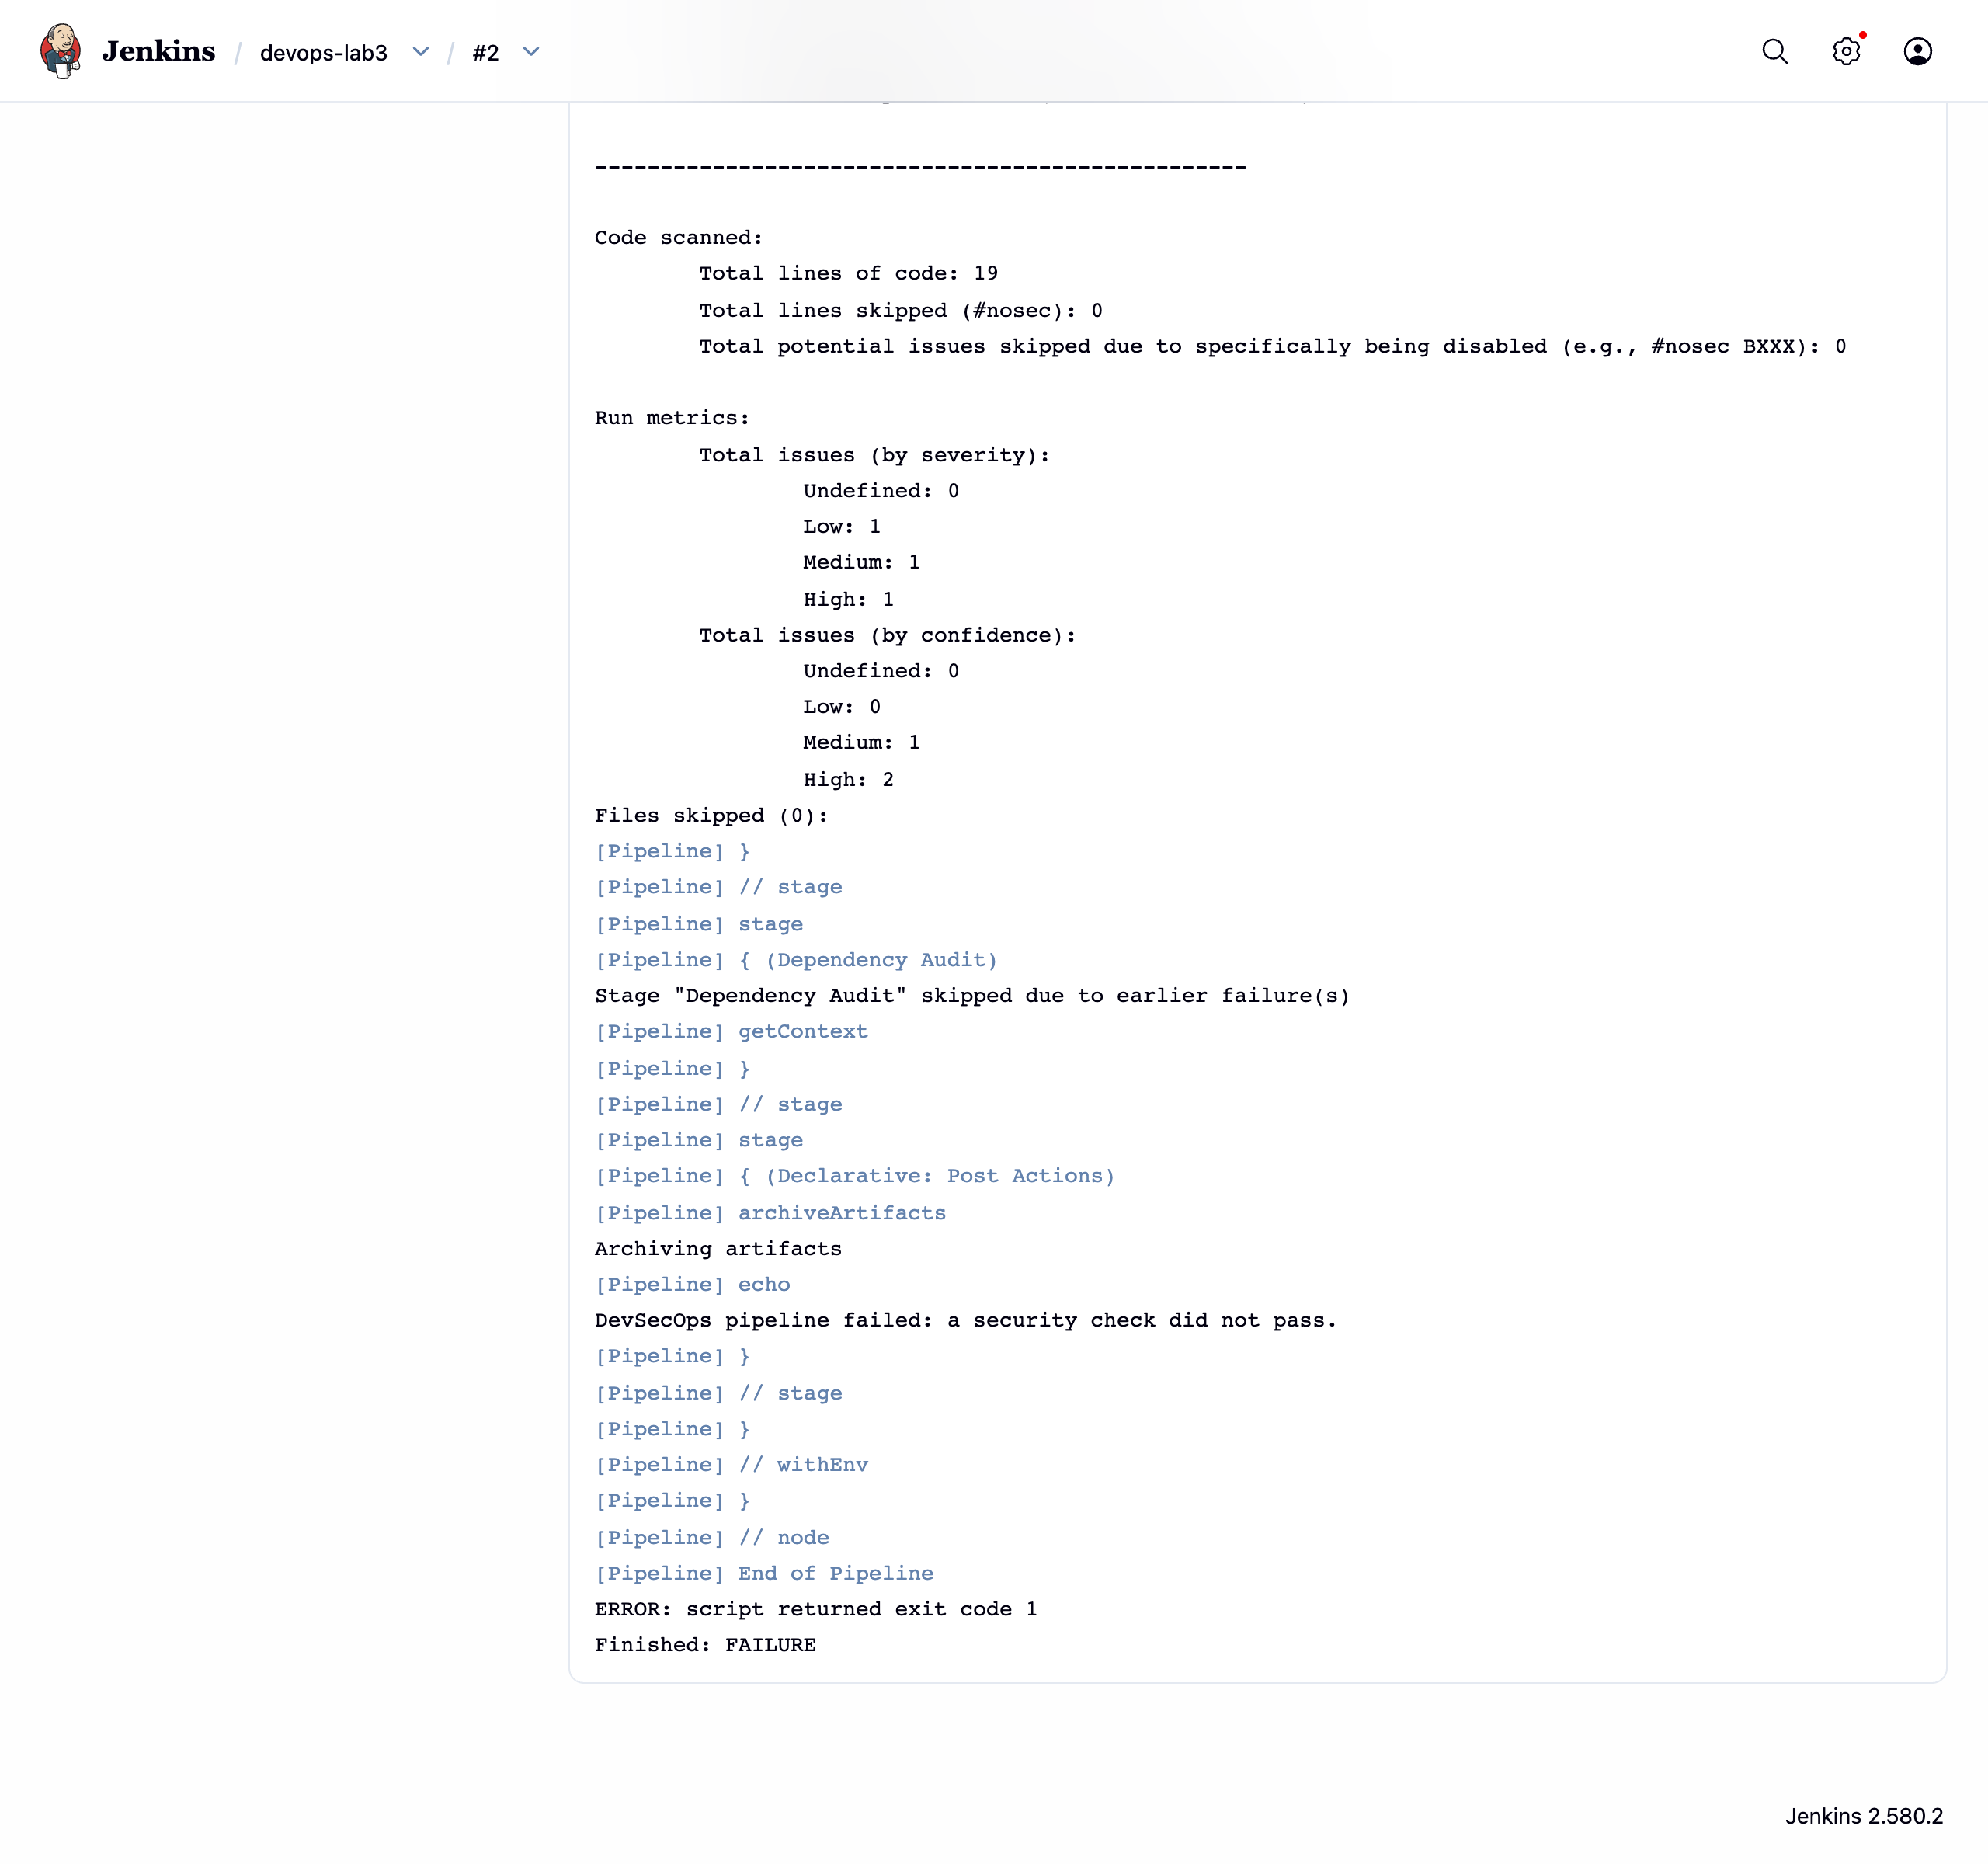 Jenkins / devops-lab3 / #2
--------------------------------------------------
Code scanned:
Total lines of code: 19
Total lines skipped (#nosec): 0
Total potential issues skipped due to specifically being disabled (e.g., #nosec BXXX): 0
Run metrics:
Total issues (by severity):
Undefined: 0
Low: 1
Medium: 1
High: 1
Total issues (by confidence):
Undefined: 0
Low: 0
Medium: 1
High: 2
Files skipped (0):
[Pipeline] }
[Pipeline] // stage
[Pipeline] stage
[Pipeline] { (Dependency Audit)
Stage "Dependency Audit" skipped due to earlier failure(s)
[Pipeline] getContext
[Pipeline] }
[Pipeline] // stage
[Pipeline] stage
[Pipeline] { (Declarative: Post Actions)
[Pipeline] archiveArtifacts
Archiving artifacts
[Pipeline] echo
DevSecOps pipeline failed: a security check did not pass.
[Pipeline] }
[Pipeline] // stage
[Pipeline] }
[Pipeline] // withEnv
[Pipeline] }
[Pipeline] // node
[Pipeline] End of Pipeline
ERROR: script returned exit code 1
Finished: FAILURE
Jenkins 2.580.2